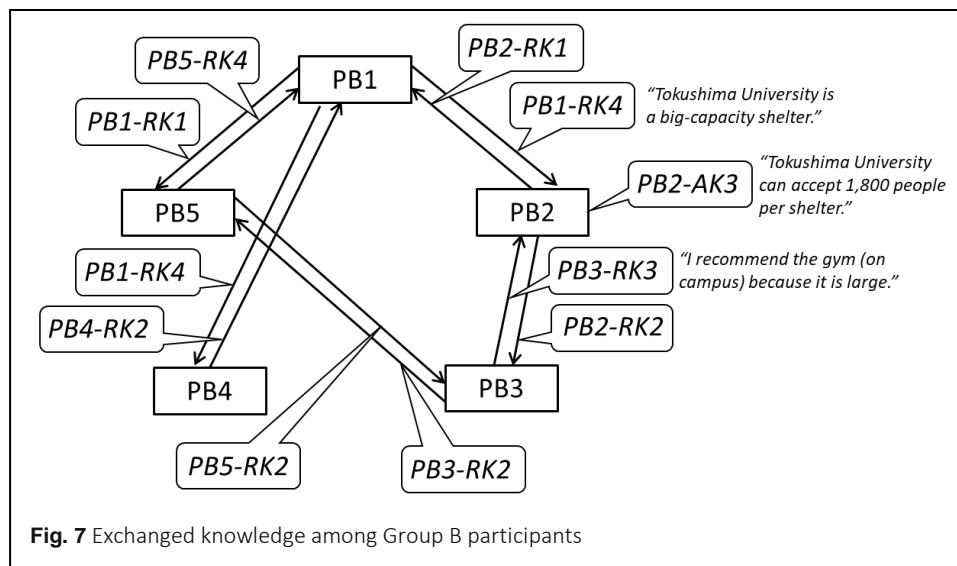 PB2-RK1
PB5-RK4
PB1
PB1-RK4
“Tokushima University is
a big-capacity shelter.”
PB1-RK1
PB2-AK3
“Tokushima University
can accept 1,800 people
per shelter.”
PB5
PB2
PB1-RK4
PB3-RK3
“I recommend the gym (on
campus) because it is large.”
PB4-RK2
PB2-RK2
PB4
PB3
PB5-RK2
PB3-RK2
Fig. 7 Exchanged knowledge among Group B participants